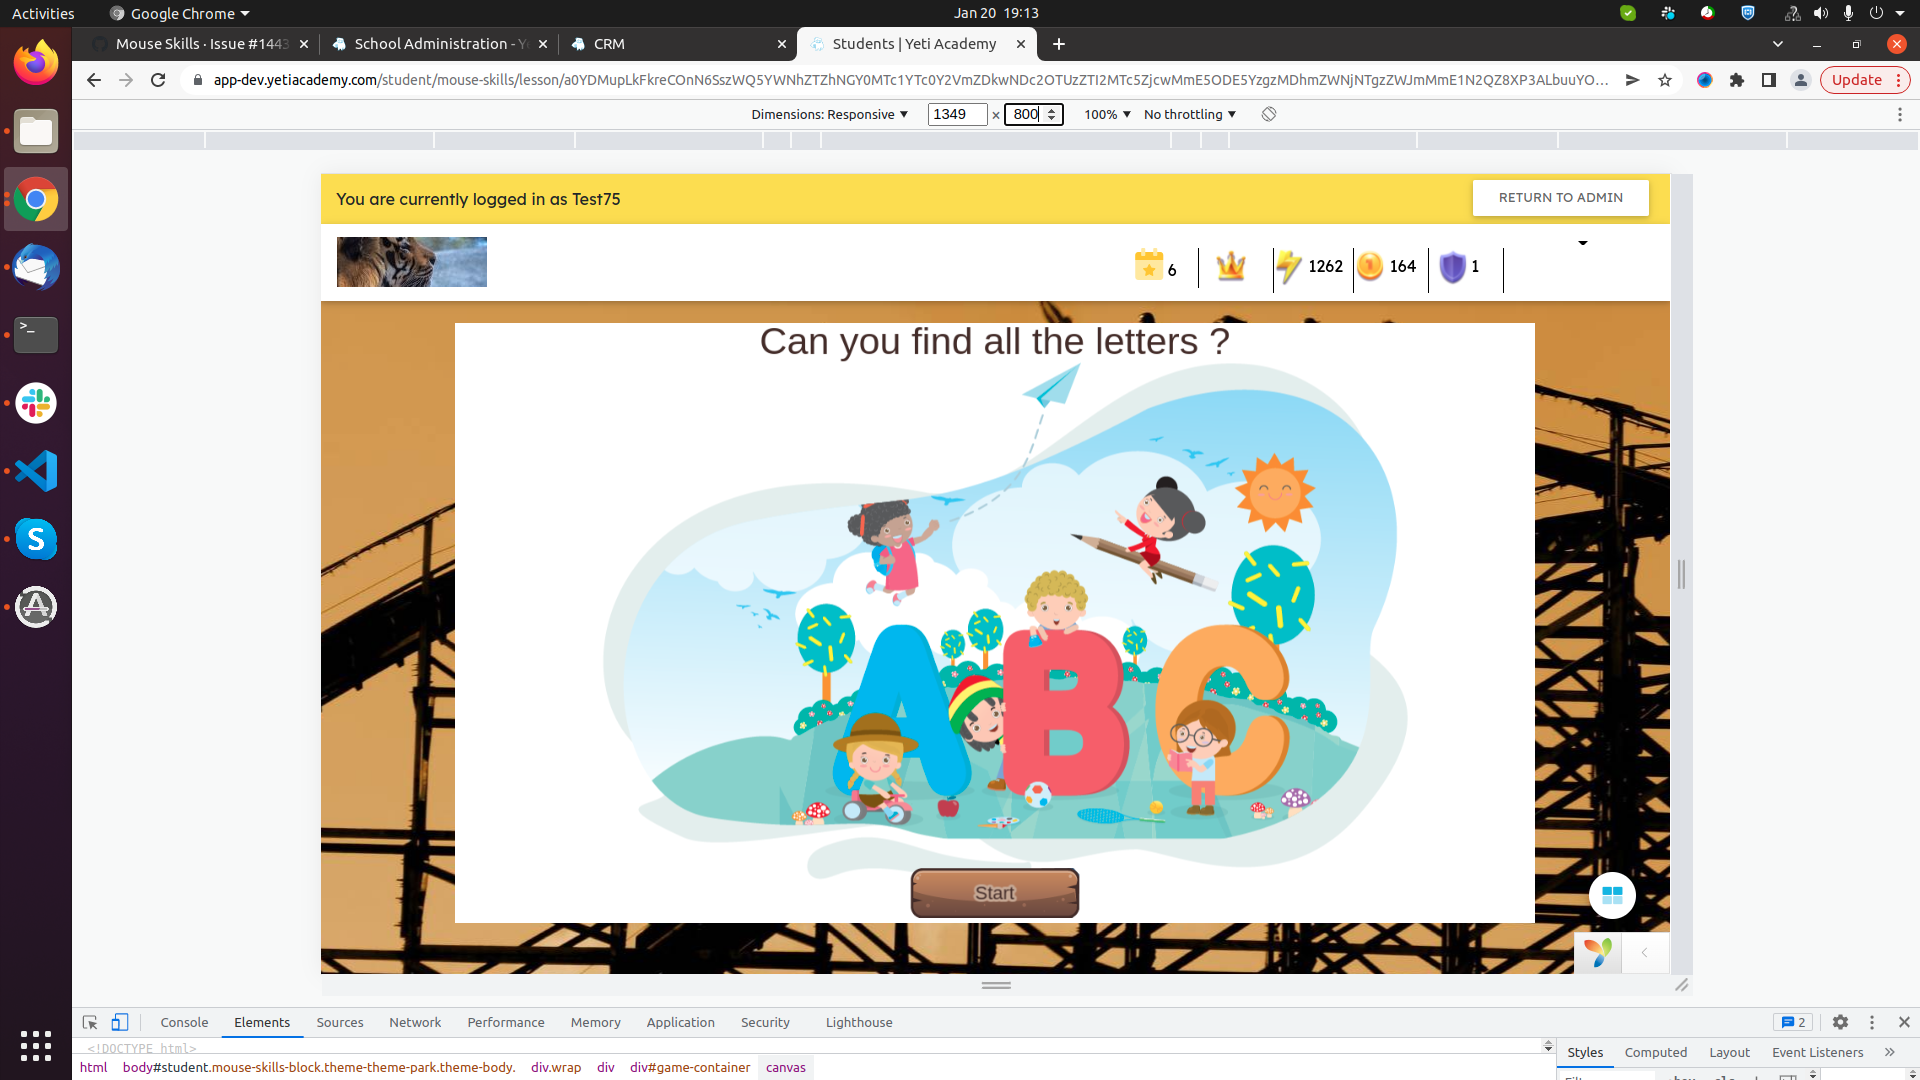 Activities
Google Chrome
Jan 20 19:13
Mouse Skills · Issue #1443
School Administration - Ye
CRM
Students | Yeti Academy
app-dev.yetiacademy.com/student/mouse-skills/lesson/a0YDMupLkFkreCOnN6SszWQ5YWNhZTZhNGY0MTc1YTc0Y2VmZDkwNDc2OTUzZTI2MTc5ZjcwMmE5ODE5YzgzMDhmZWNjNTgzZWJmMmE1N2QZ8XP3ALbuuYO...
Update
Dimensions: Responsive
1349 × 800
100%
No throttling
You are currently logged in as Test75
RETURN TO ADMIN
6
1262
164
1
Can you find all the letters ?
A B C
Start
Console
Elements
Sources
Network
Performance
Memory
Application
Security
Lighthouse
2
<!DOCTYPE html>
html
body#student.mouse-skills-block.theme-theme-park.theme-body.
div.wrap
div
div#game-container
canvas
Styles
Computed
Layout
Event Listeners